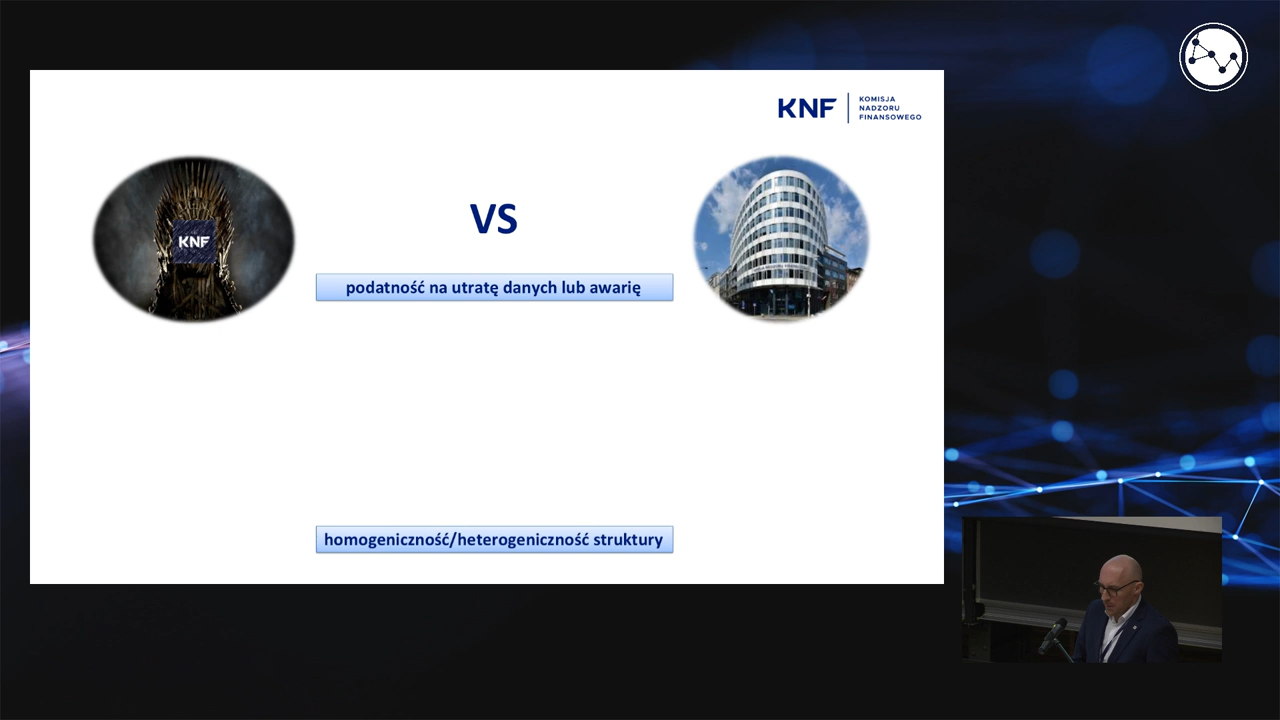 KNF
KOMISJA
NADZORU
FINANSOWEGO
KNF
VS
podatność na utratę danych lub awarię
homogeniczność/heterogeniczność struktury